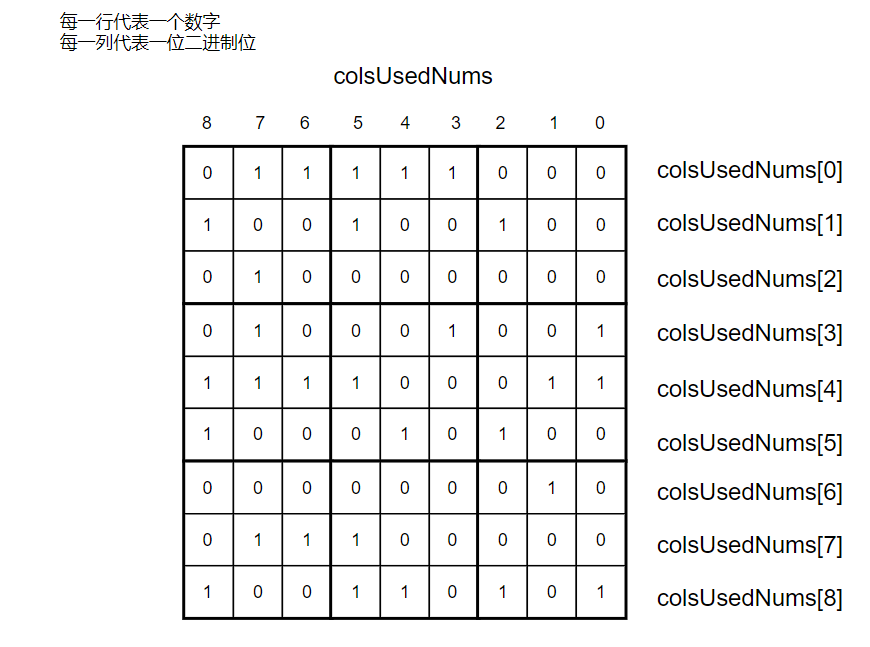 每一行代表一个数字
每一列代表一位二进制位
colsUsedNums
8 7 6 5 4 3 2 1 0
0 1 1 1 1 1 0 0 0 colsUsedNums[0]
1 0 0 1 0 0 1 0 0 colsUsedNums[1]
0 1 0 0 0 0 0 0 0 colsUsedNums[2]
0 1 0 0 0 1 0 0 1 colsUsedNums[3]
1 1 1 1 0 0 0 1 1 colsUsedNums[4]
1 0 0 0 1 0 1 0 0 colsUsedNums[5]
0 0 0 0 0 0 0 1 0 colsUsedNums[6]
0 1 1 1 0 0 0 0 0 colsUsedNums[7]
1 0 0 1 1 0 1 0 1 colsUsedNums[8]